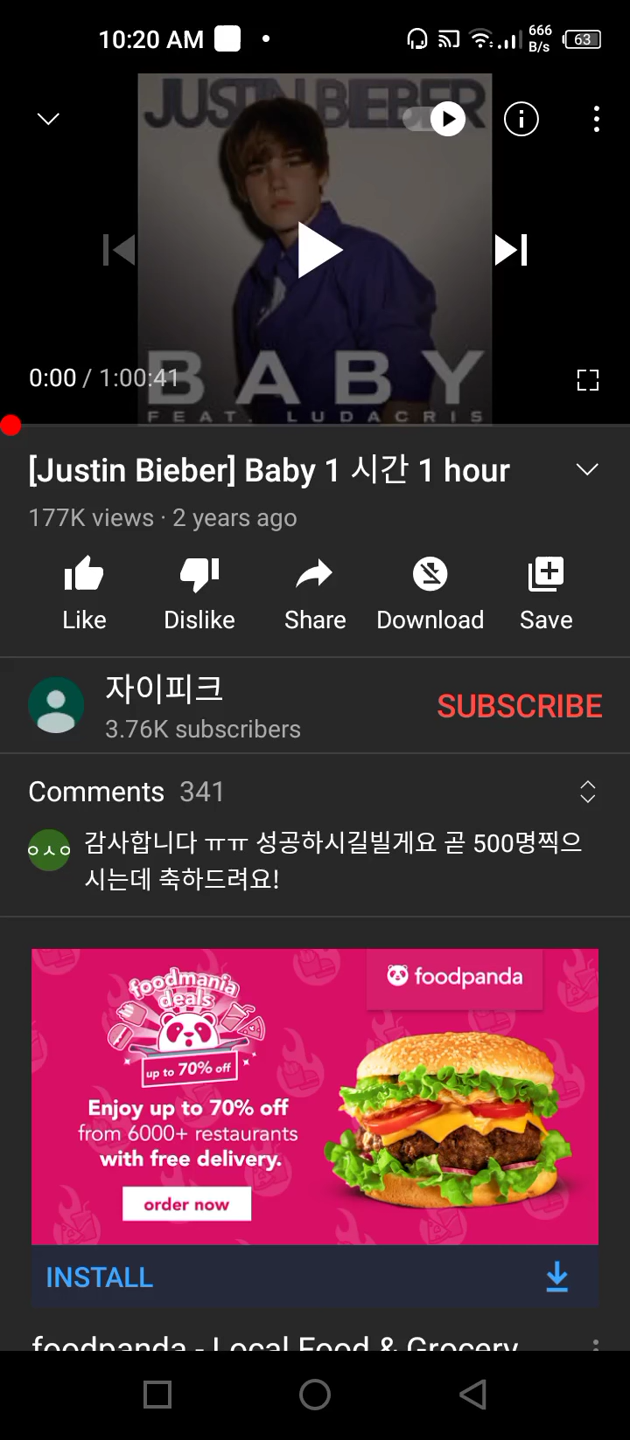 10:20 AM
666
B/s
63
JUSTIN BIEBER
0:00 / 1:00:41
BABY
FEAT. LUDACRIS
[Justin Bieber] Baby 1 시간 1 hour
177K views · 2 years ago
Like
Dislike
Share
Download
Save
자이피크
3.76K subscribers
SUBSCRIBE
Comments 341
ㅇㅅㅇ
감사합니다 ㅠㅠ 성공하시길빌게요 곧 500명찍으
시는데 축하드려요!
foodmania
deals
up to 70% off
foodpanda
Enjoy up to 70% off
from 6000+ restaurants
with free delivery.
order now
INSTALL
foodpanda - Local Food & Grocery